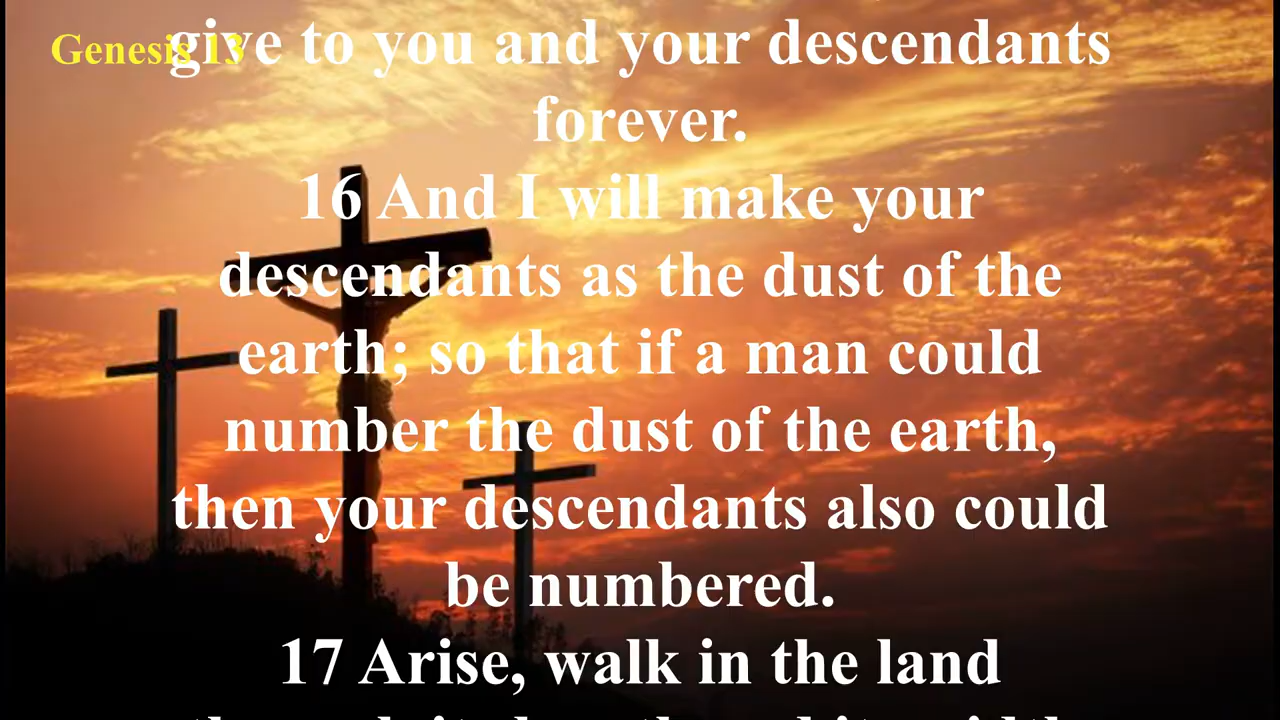 Genesis 13
give to you and your descendants
forever.
16 And I will make your
descendants as the dust of the
earth; so that if a man could
number the dust of the earth,
then your descendants also could
be numbered.
17 Arise, walk in the land